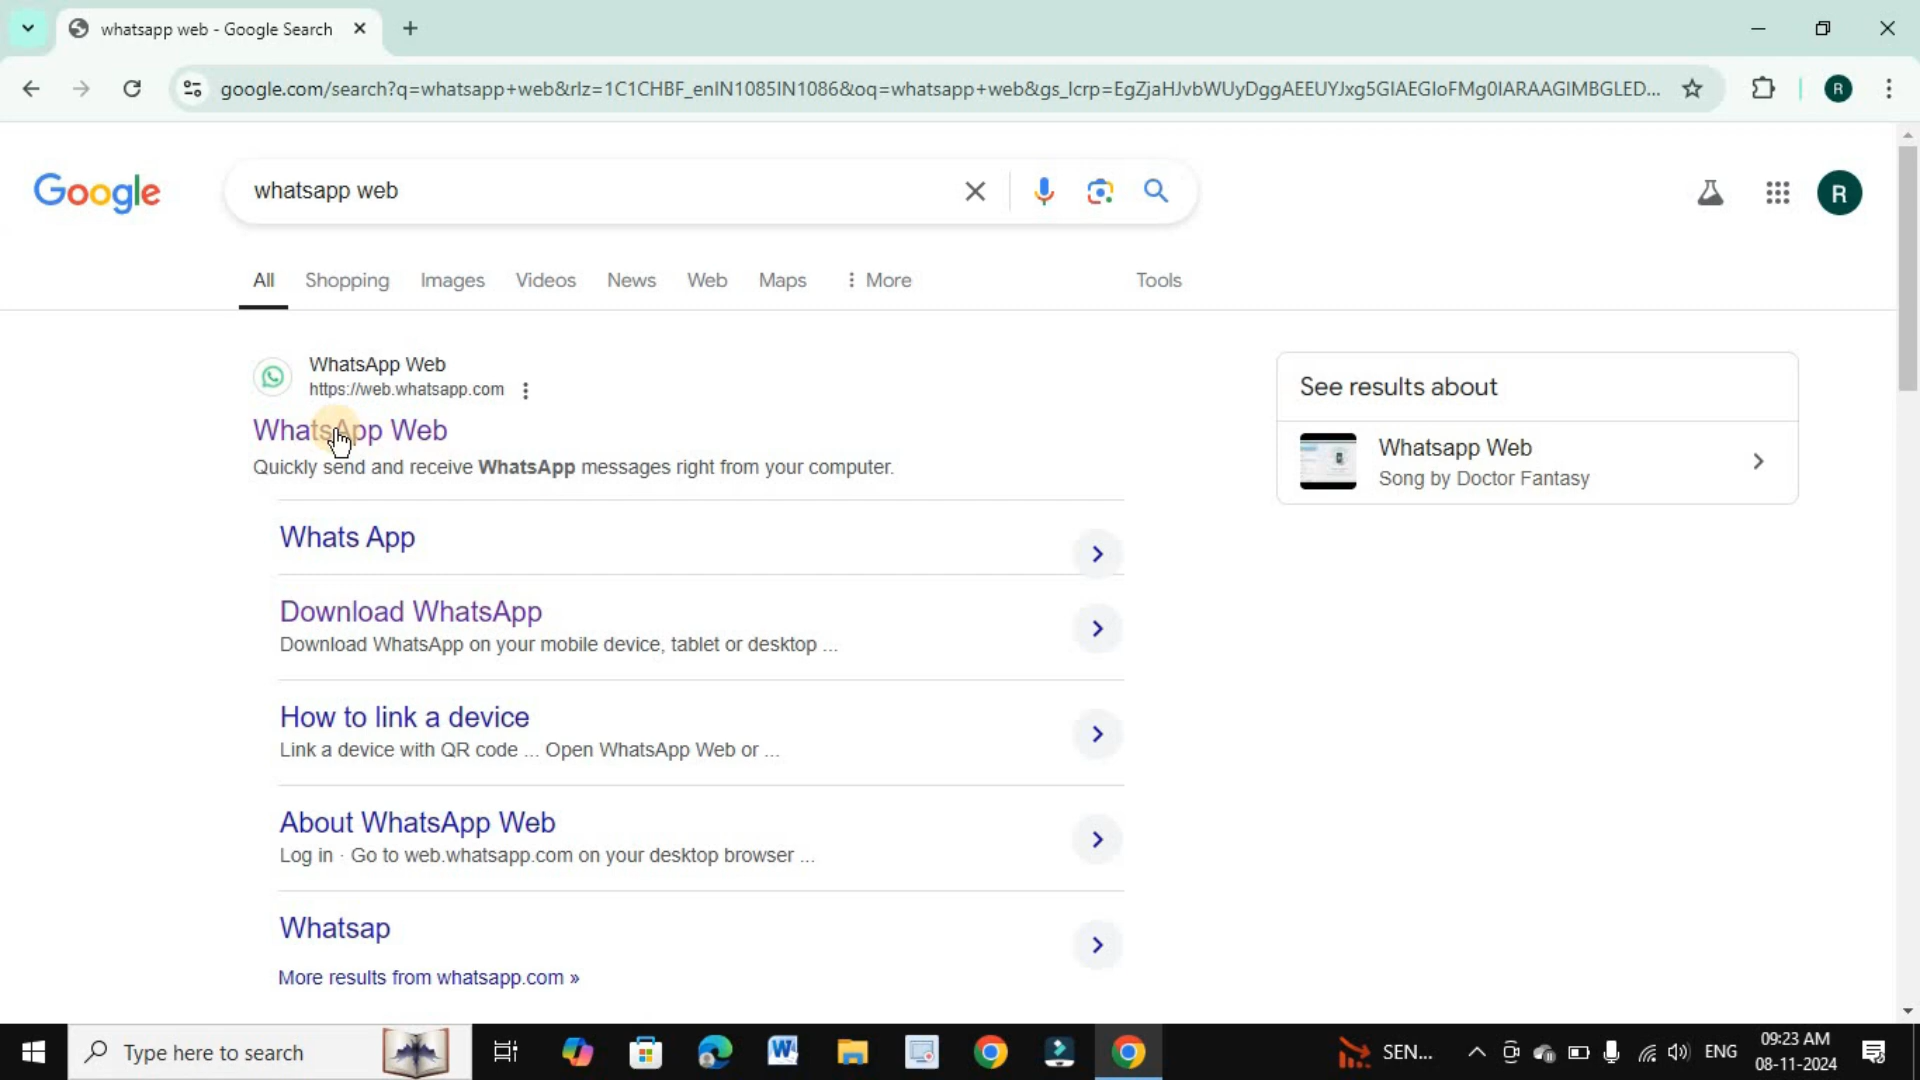 whatsapp web - Google Search
google.com/search?q=whatsapp+web&rlz=1C1CHBF_enIN1085IN1086&oq=whatsapp+web&gs_lcrp=EgZjaHJvbWUyDggAEEUYJxg5GIAEGIoFMg0IARAAGIMBGLED...
R
Google
whatsapp web
R
All Shopping Images Videos News Web Maps More Tools
WhatsApp Web
https://web.whatsapp.com
WhatsApp Web
Quickly send and receive WhatsApp messages right from your computer.
See results about
Whatsapp Web
Song by Doctor Fantasy
Whats App
Download WhatsApp
Download WhatsApp on your mobile device, tablet or desktop ...
How to link a device
Link a device with QR code ... Open WhatsApp Web or ...
About WhatsApp Web
Log in · Go to web.whatsapp.com on your desktop browser ...
Whatsap
More results from whatsapp.com »
Type here to search
SEN...
ENG
09:23 AM
08-11-2024